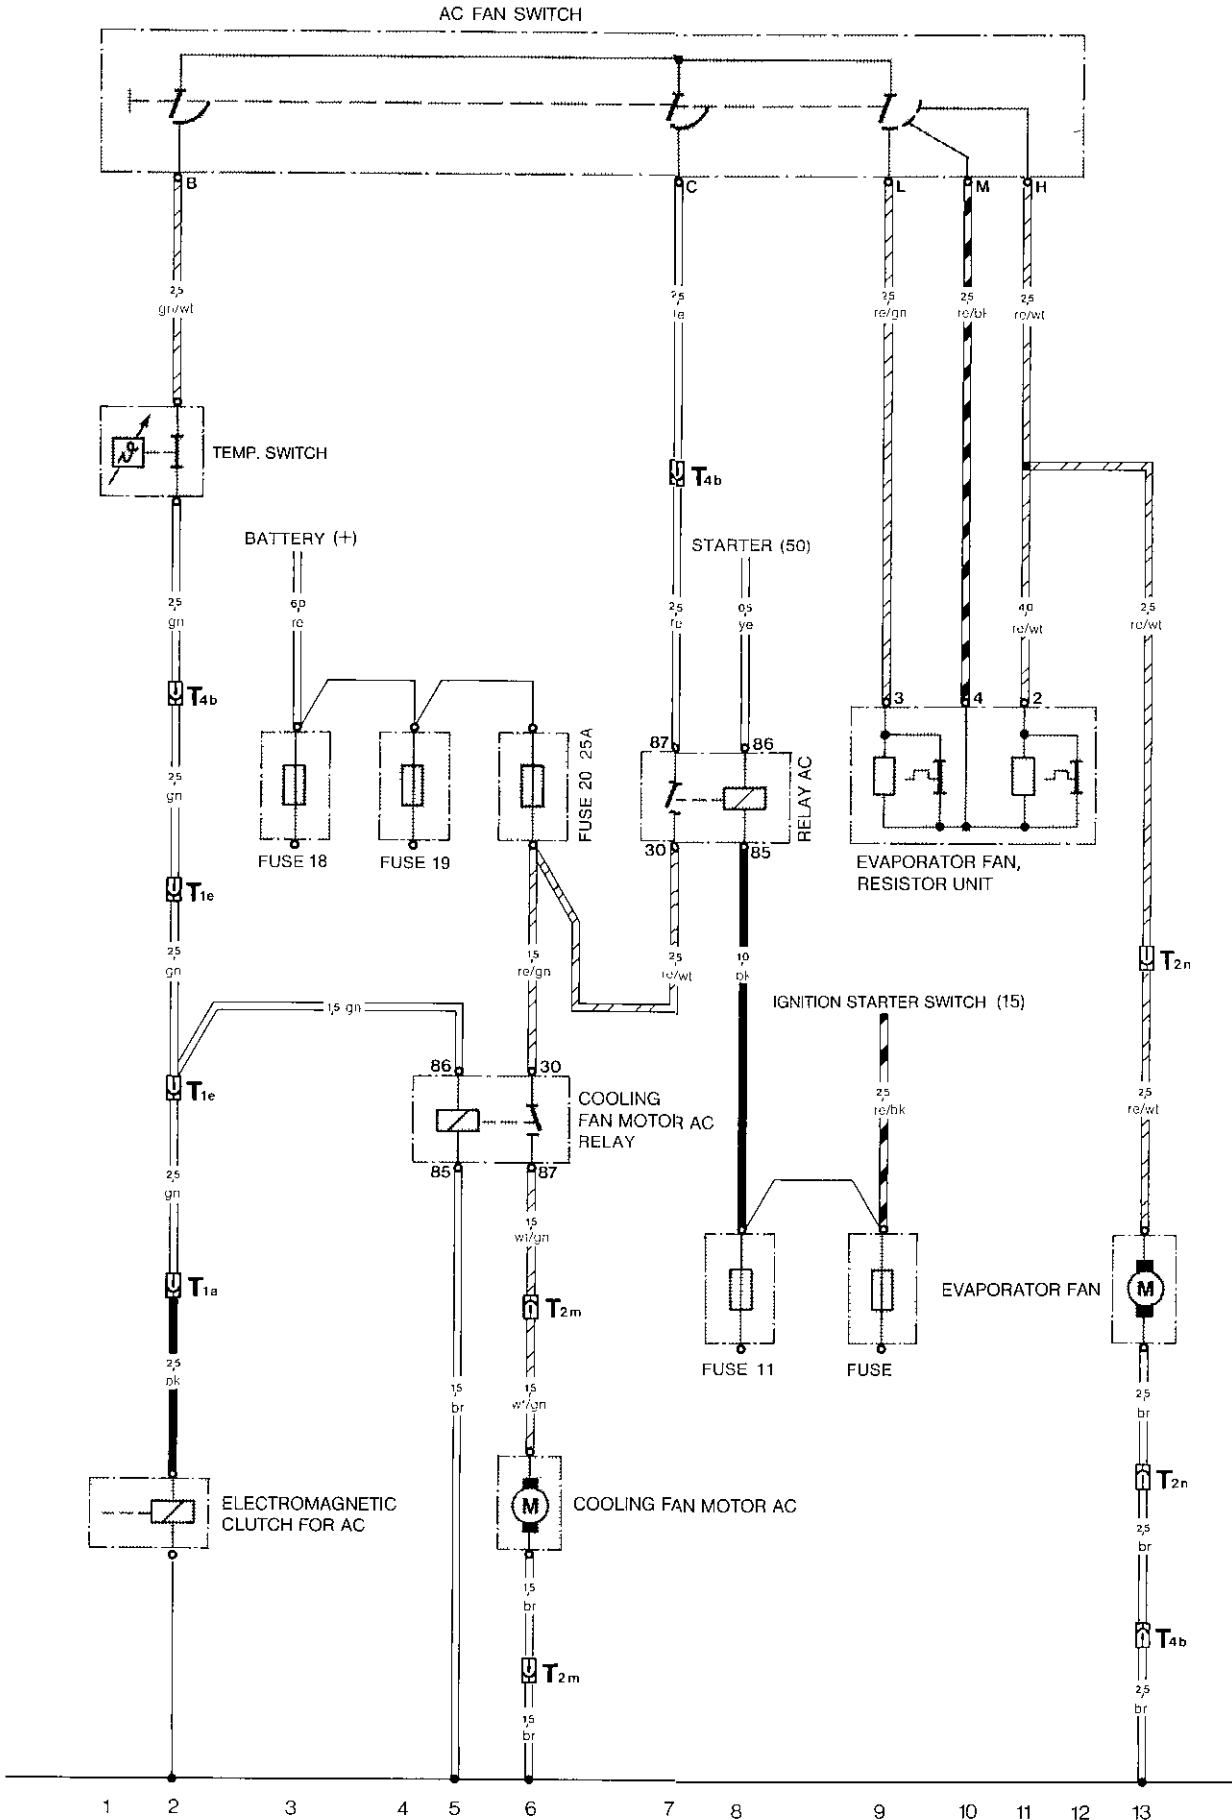 AC FAN SWITCH
B
C
L
M
H
2,5
gn/wt
2,5
re
2,5
re/gn
2,5
re/bk
2,5
re/wt
TEMP. SWITCH
T4b
BATTERY (+)
STARTER (50)
2,5
gn
6,0
re
2,5
re
0,5
ye
4,0
re/wt
2,5
re/wt
T4b
3
4
2
87
86
FUSE 20 25A
RELAY AC
2,5
gn
30
85
FUSE 18
FUSE 19
EVAPORATOR FAN,
RESISTOR UNIT
T1e
2,5
gn
1,5
re/gn
2,5
re/wt
1,0
bk
T2n
1,5 gn
IGNITION STARTER SWITCH (15)
86
30
T1e
COOLING
FAN MOTOR AC
RELAY
2,5
re/bk
2,5
re/wt
85
87
2,5
gn
1,5
wt/gn
T1a
T2m
EVAPORATOR FAN
M
FUSE 11
FUSE
2,5
bk
1,5
br
1,5
wt/gn
2,5
br
T2n
ELECTROMAGNETIC
CLUTCH FOR AC
M
COOLING FAN MOTOR AC
2,5
br
1,5
br
T4b
T2m
2,5
br
1,5
br
1 2 3 4 5 6 7 8 9 10 11 12 13